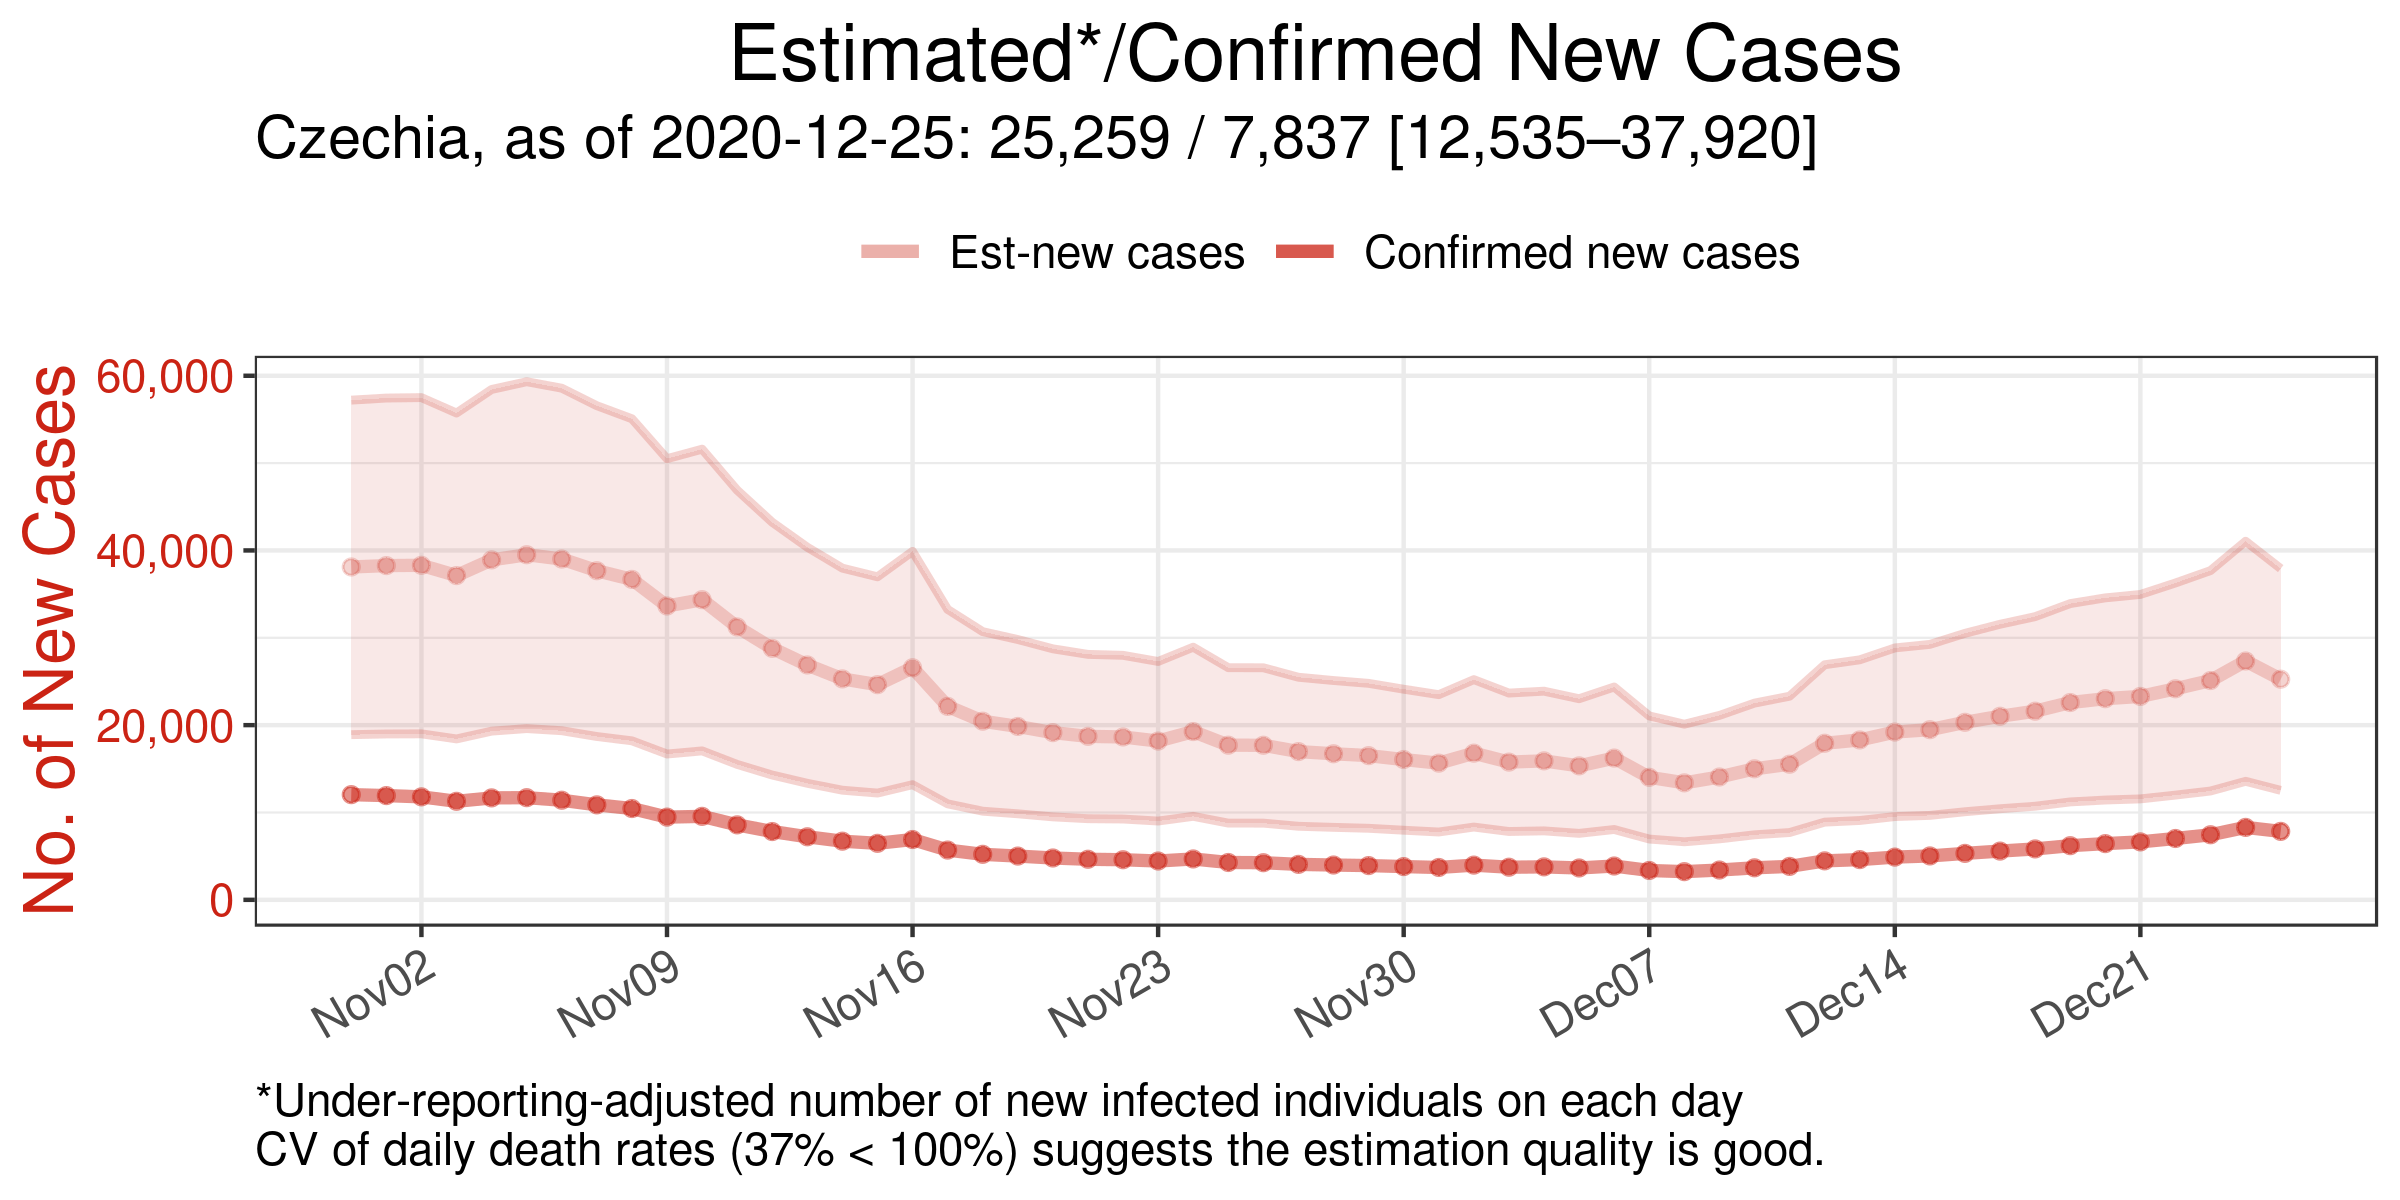 Estimated*/Confirmed New Cases
Czechia, as of 2020-12-25: 25,259 / 7,837 [12,535–37,920]
Est-new cases Confirmed new cases
No. of New Cases
60,000
40,000
20,000
0
Nov02 Nov09 Nov16 Nov23 Nov30 Dec07 Dec14 Dec21
*Under-reporting-adjusted number of new infected individuals on each day
CV of daily death rates (37% < 100%) suggests the estimation quality is good.